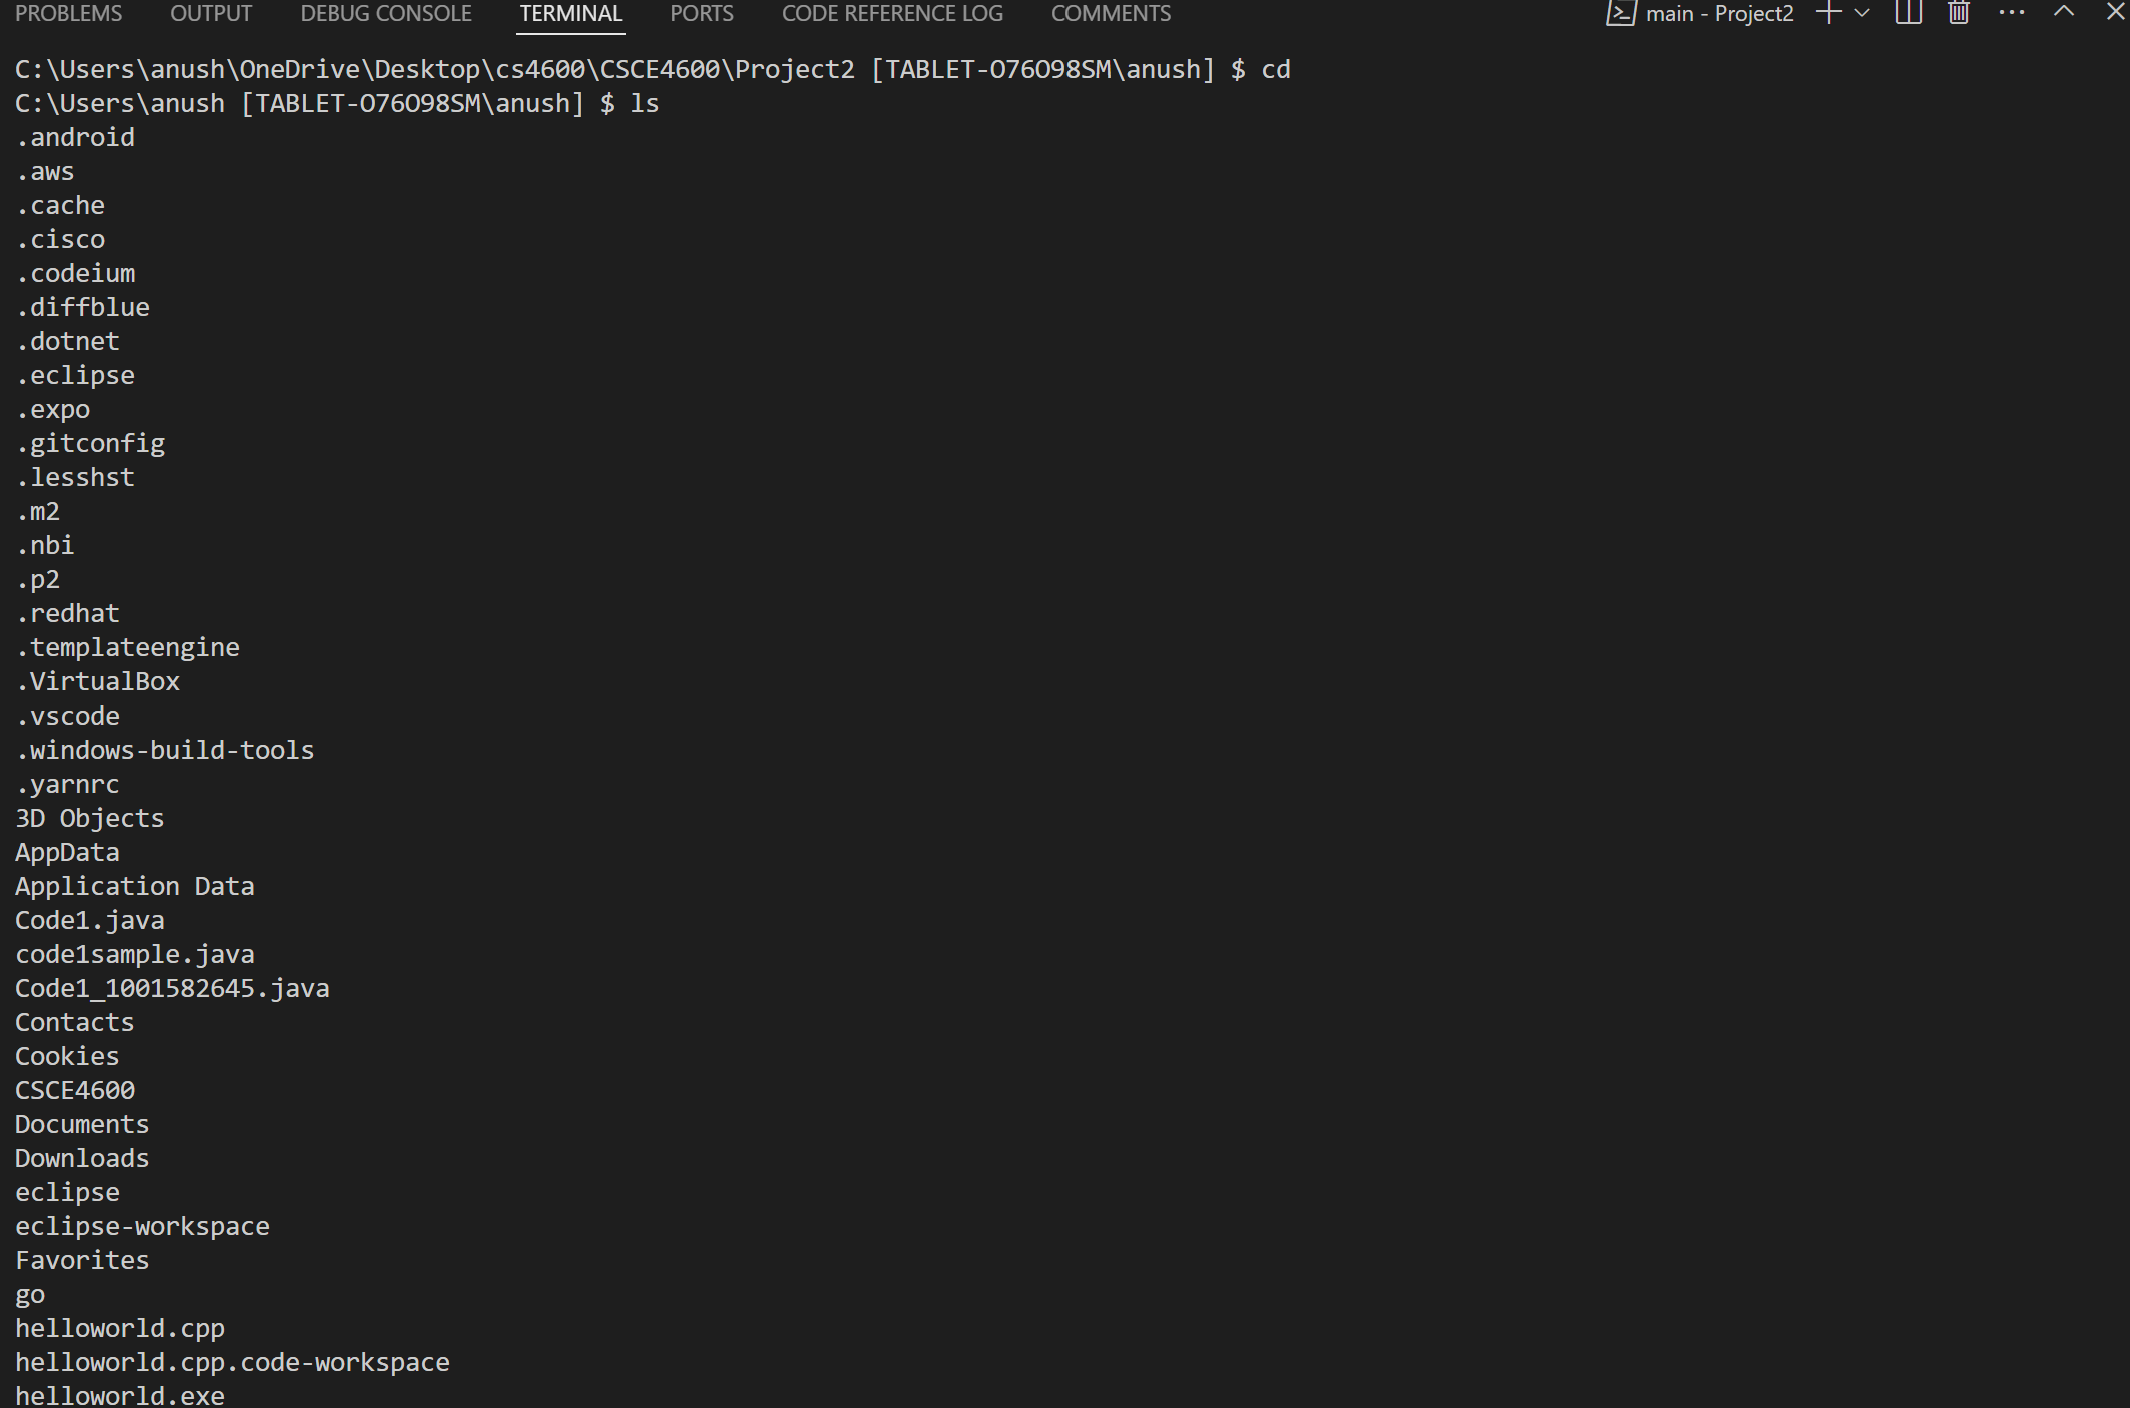 PROBLEMS OUTPUT DEBUG CONSOLE TERMINAL PORTS CODE REFERENCE LOG COMMENTS main - Project2
C:\Users\anush\OneDrive\Desktop\cs4600\CSCE4600\Project2 [TABLET-O76O98SM\anush] $ cd
C:\Users\anush [TABLET-O76O98SM\anush] $ ls
.android
.aws
.cache
.cisco
.codeium
.diffblue
.dotnet
.eclipse
.expo
.gitconfig
.lesshst
.m2
.nbi
.p2
.redhat
.templateengine
.VirtualBox
.vscode
.windows-build-tools
.yarnrc
3D Objects
AppData
Application Data
Code1.java
code1sample.java
Code1_1001582645.java
Contacts
Cookies
CSCE4600
Documents
Downloads
eclipse
eclipse-workspace
Favorites
go
helloworld.cpp
helloworld.cpp.code-workspace
helloworld.exe